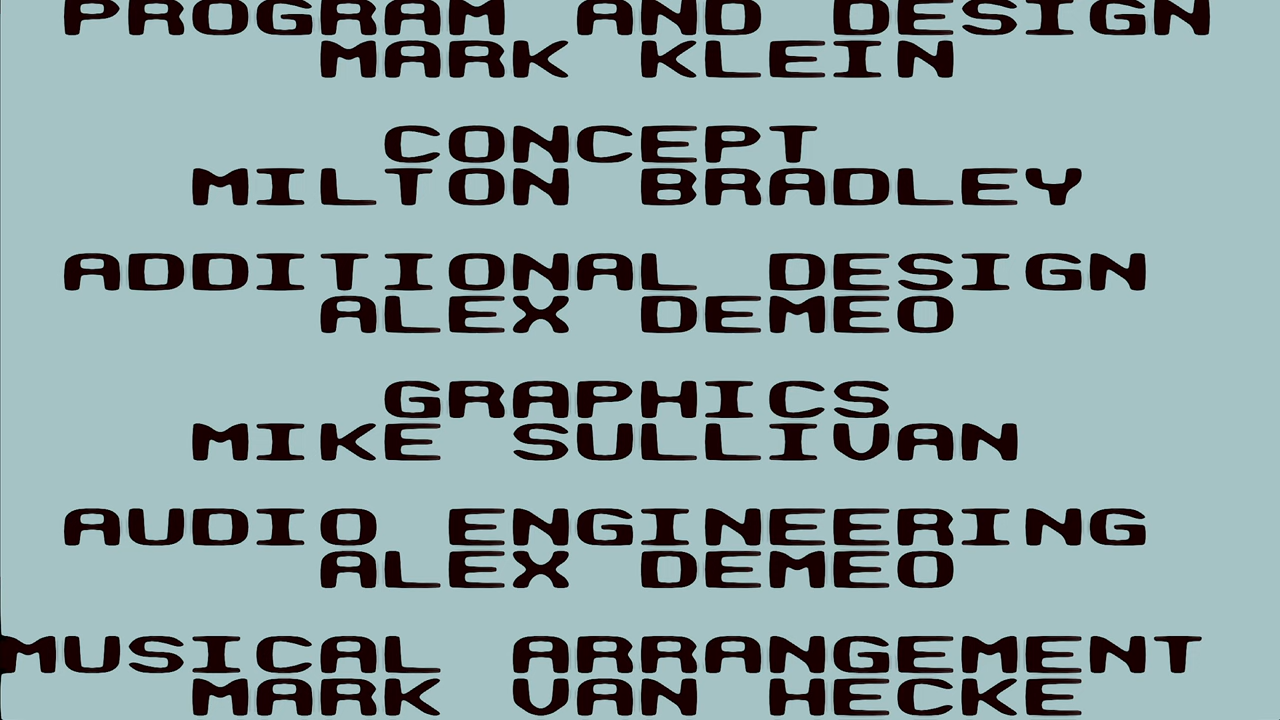 PROGRAM AND DESIGN
MARK KLEIN
CONCEPT
MILTON BRADLEY
ADDITIONAL DESIGN
ALEX DEMEO
GRAPHICS
MIKE SULLIVAN
AUDIO ENGINEERING
ALEX DEMEO
MUSICAL ARRANGEMENT
MARK VAN HECKE